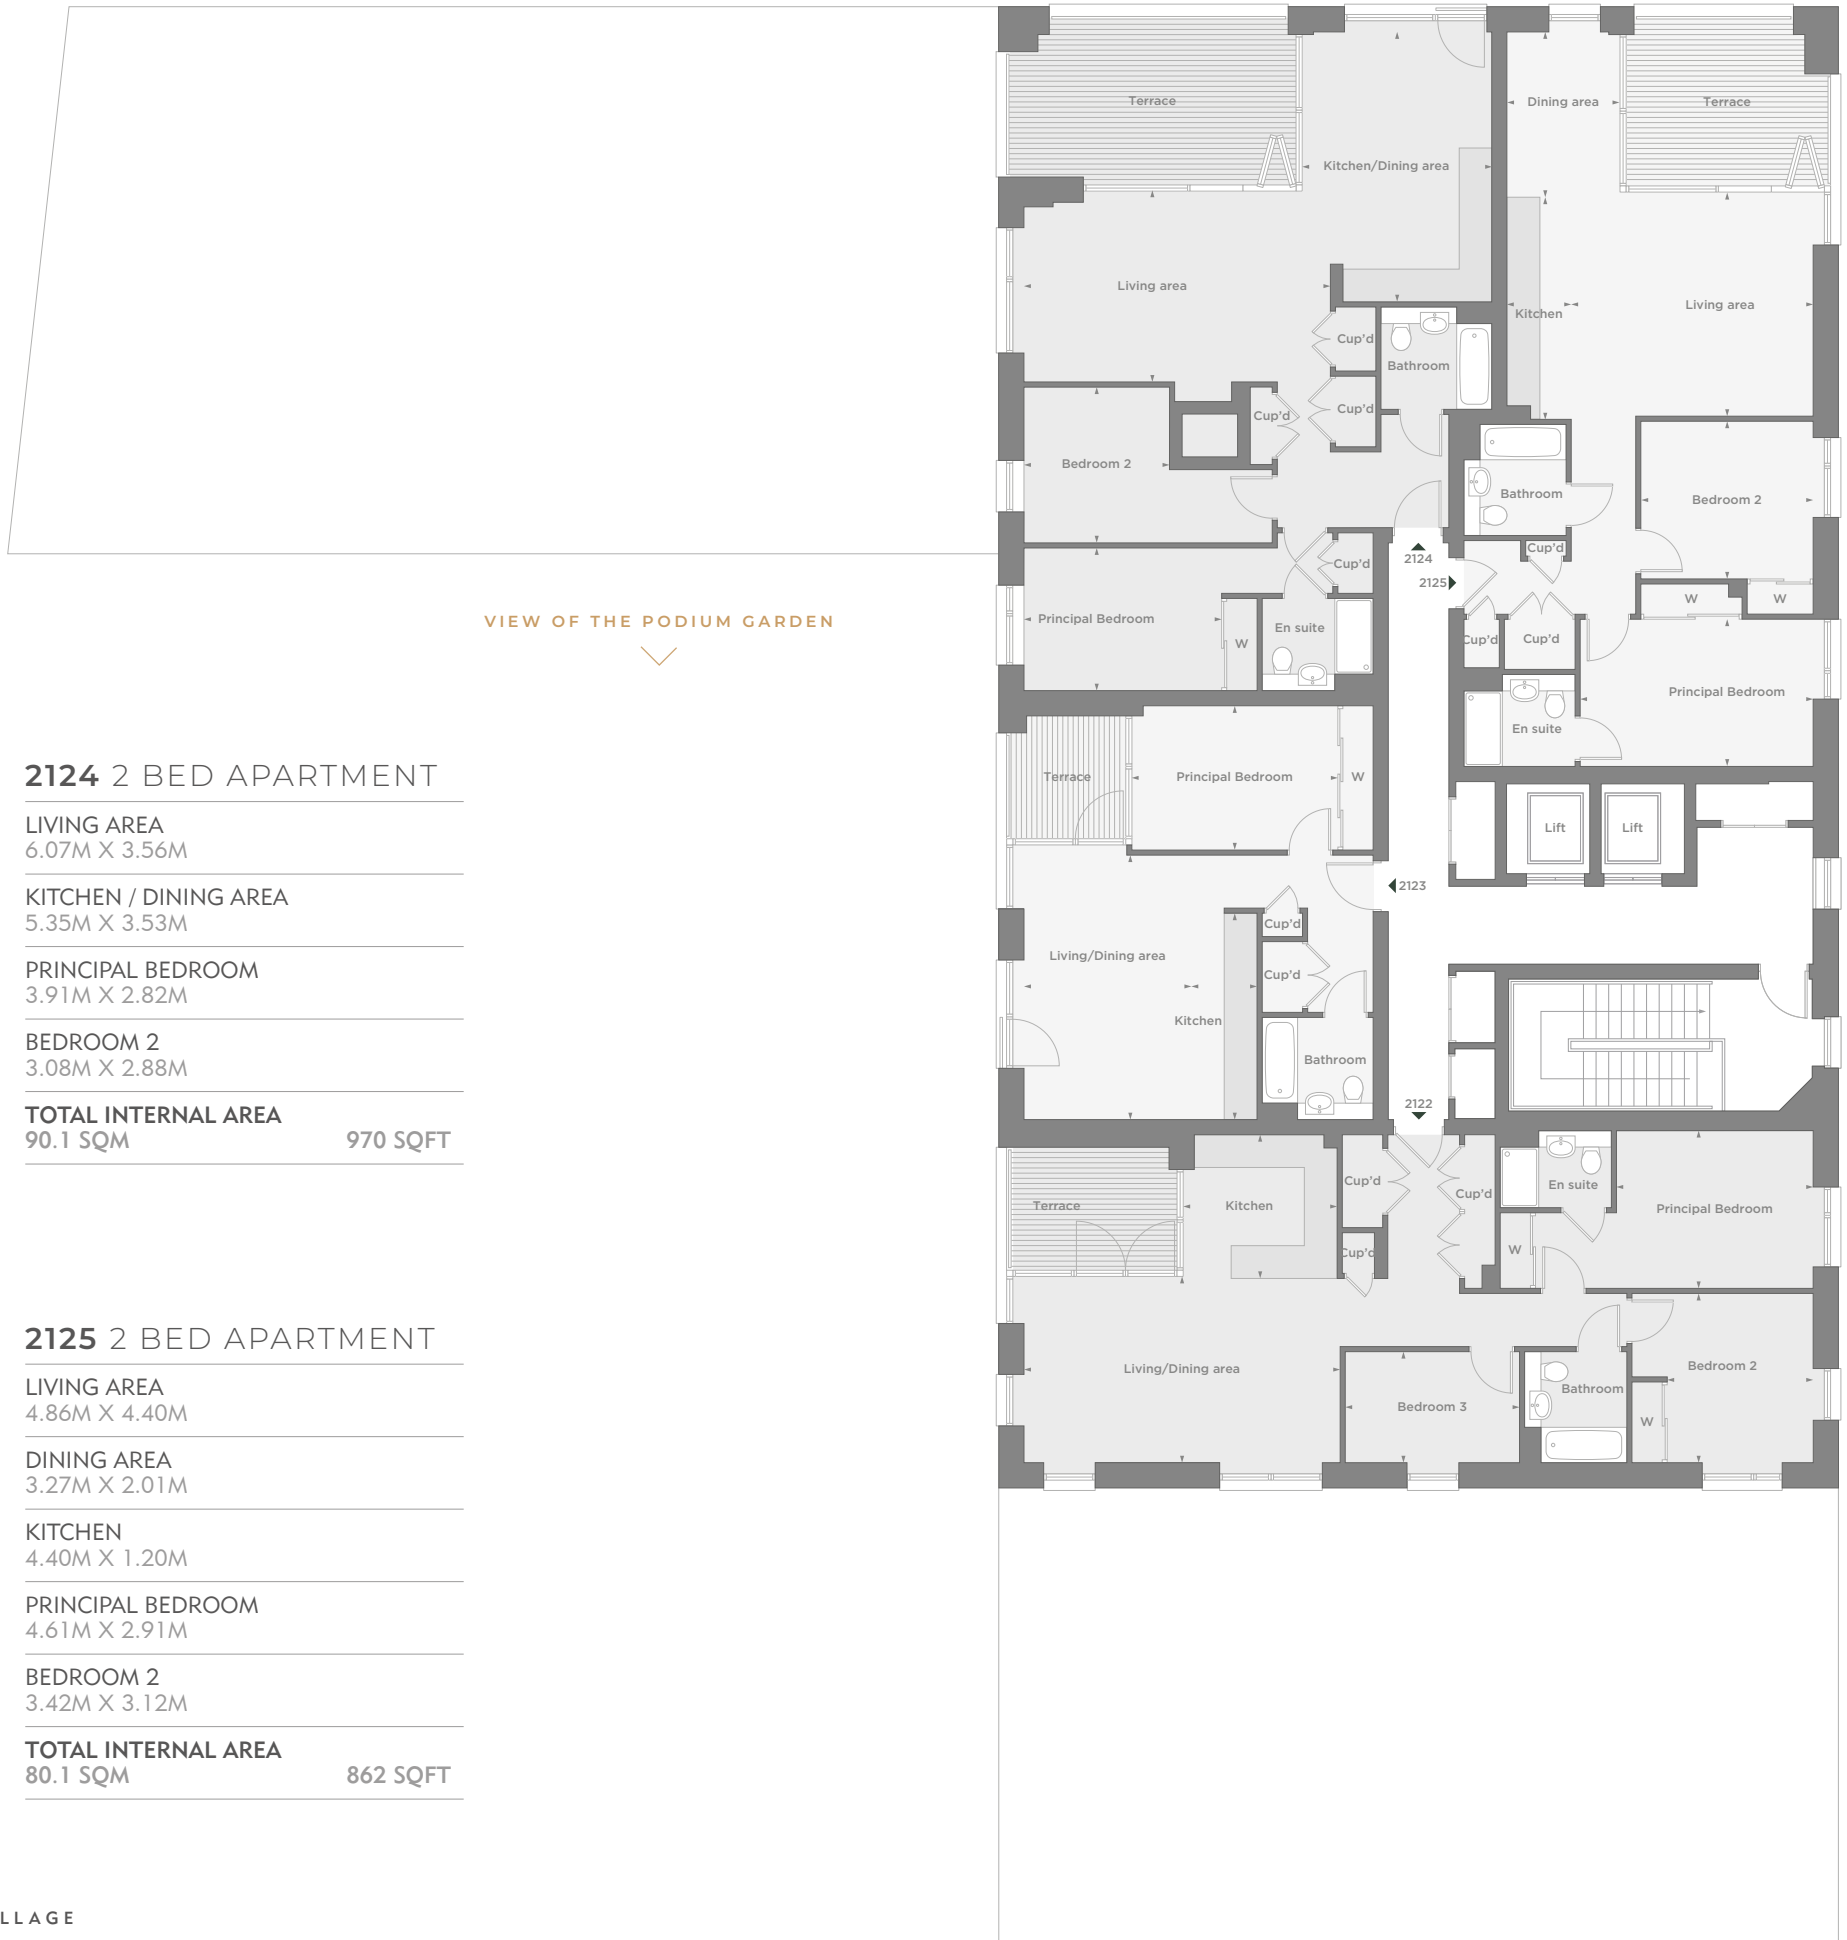 VIEW OF THE PODIUM GARDEN
2124 2 BED APARTMENT
LIVING AREA
6.07M X 3.56M
KITCHEN / DINING AREA
5.35M X 3.53M
PRINCIPAL BEDROOM
3.91M X 2.82M
BEDROOM 2
3.08M X 2.88M
TOTAL INTERNAL AREA
90.1 SQM 970 SQFT
2125 2 BED APARTMENT
LIVING AREA
4.86M X 4.40M
DINING AREA
3.27M X 2.01M
KITCHEN
4.40M X 1.20M
PRINCIPAL BEDROOM
4.61M X 2.91M
BEDROOM 2
3.42M X 3.12M
TOTAL INTERNAL AREA
80.1 SQM 862 SQFT
LLAGE
Terrace
Kitchen/Dining area
Living area
Cup'd
Cup'd
Cup'd
Bathroom
Bedroom 2
Cup'd
Principal Bedroom
W
En suite
2124
2125
Dining area
Terrace
Kitchen
Living area
Bathroom
Bedroom 2
Cup'd
W
W
Cup'd
Cup'd
Principal Bedroom
En suite
Terrace
Principal Bedroom
W
2123
Cup'd
Living/Dining area
Cup'd
Kitchen
Bathroom
Lift
Lift
2122
Terrace
Kitchen
Cup'd
Cup'd
Cup'd
En suite
Principal Bedroom
W
Living/Dining area
Bedroom 3
Bathroom
Bedroom 2
W